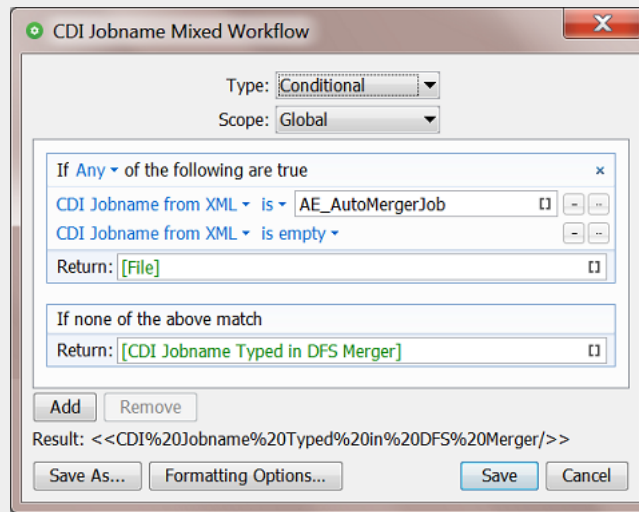 CDI Jobname Mixed Workflow
Type: Conditional
Scope: Global
If Any of the following are true
CDI Jobname from XML is AE_AutoMergerJob []
CDI Jobname from XML is empty
Return: [File] []
If none of the above match
Return: [CDI Jobname Typed in DFS Merger] []
Add Remove
Result: <<CDI%20Jobname%20Typed%20in%20DFS%20Merger/>>
Save As... Formatting Options... Save Cancel